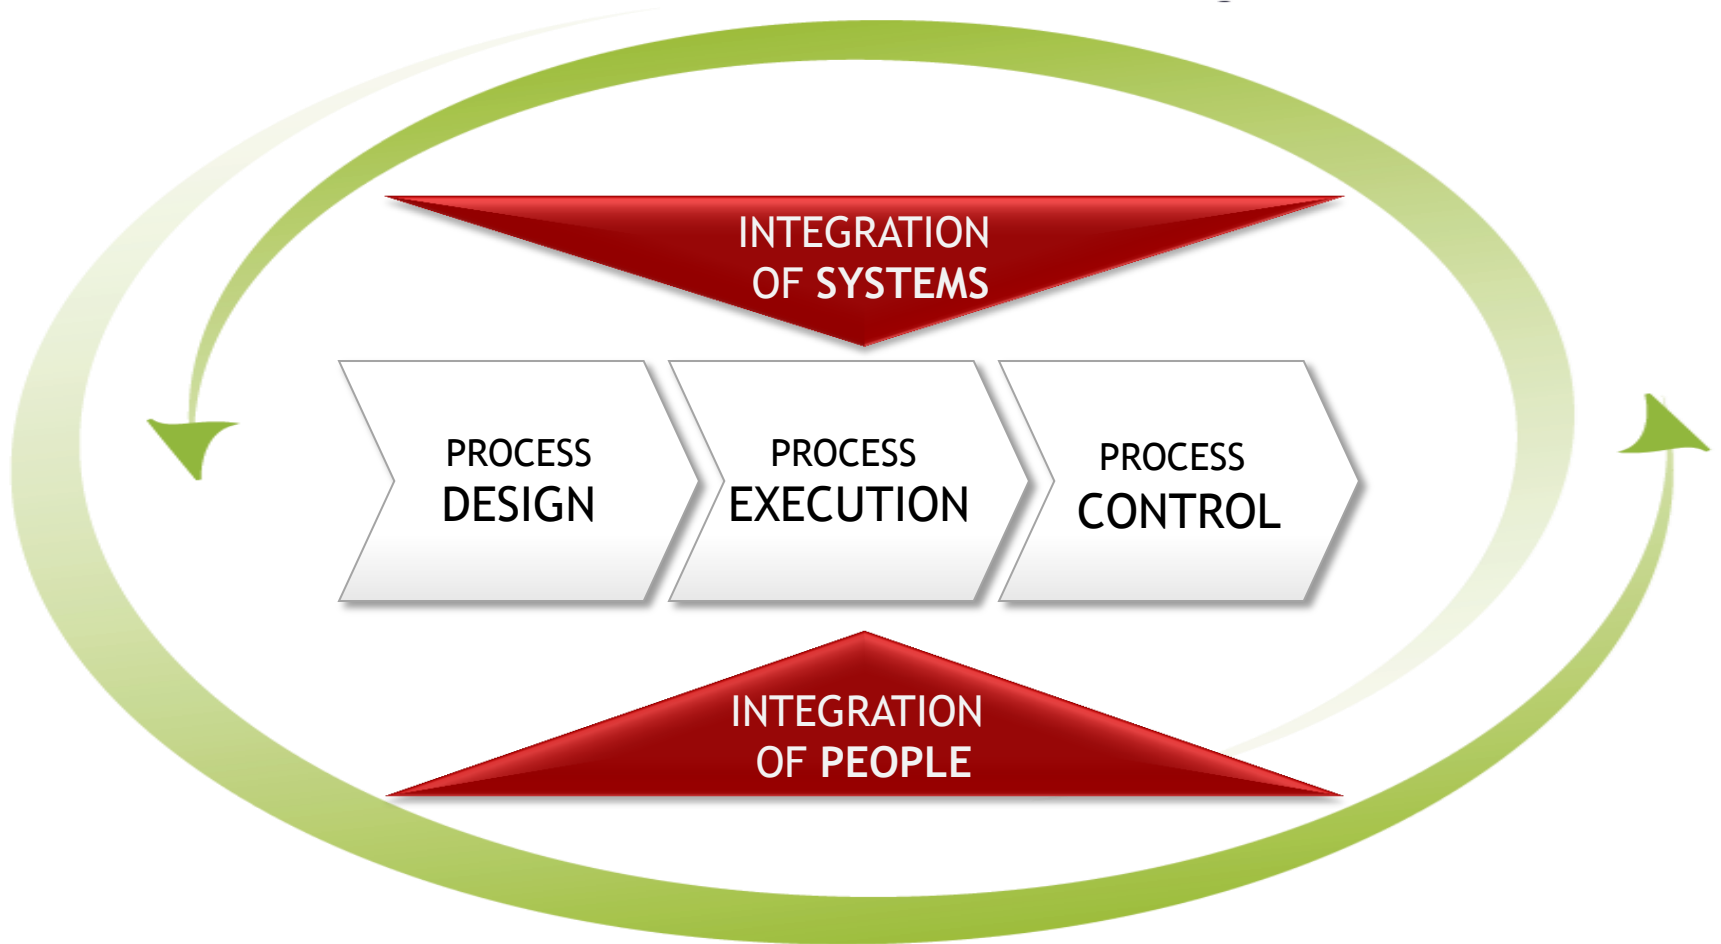 INTEGRATION
OF SYSTEMS
PROCESS
DESIGN
PROCESS
EXECUTION
PROCESS
CONTROL
INTEGRATION
OF PEOPLE